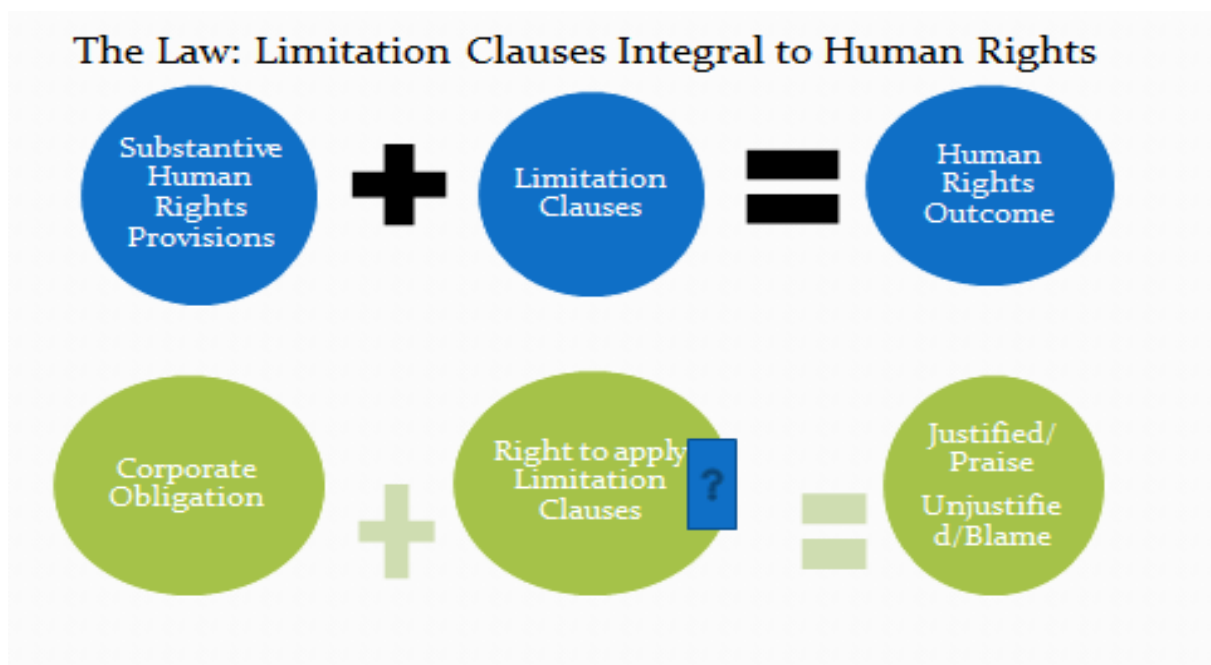 The Law: Limitation Clauses Integral to Human Rights
Substantive
Human
Rights
Provisions
Limitation
Clauses
Human
Rights
Outcome
Corporate
Obligation
Right to apply
Limitation
Clauses
?
Justified/
Praise
Unjustifie
d/Blame